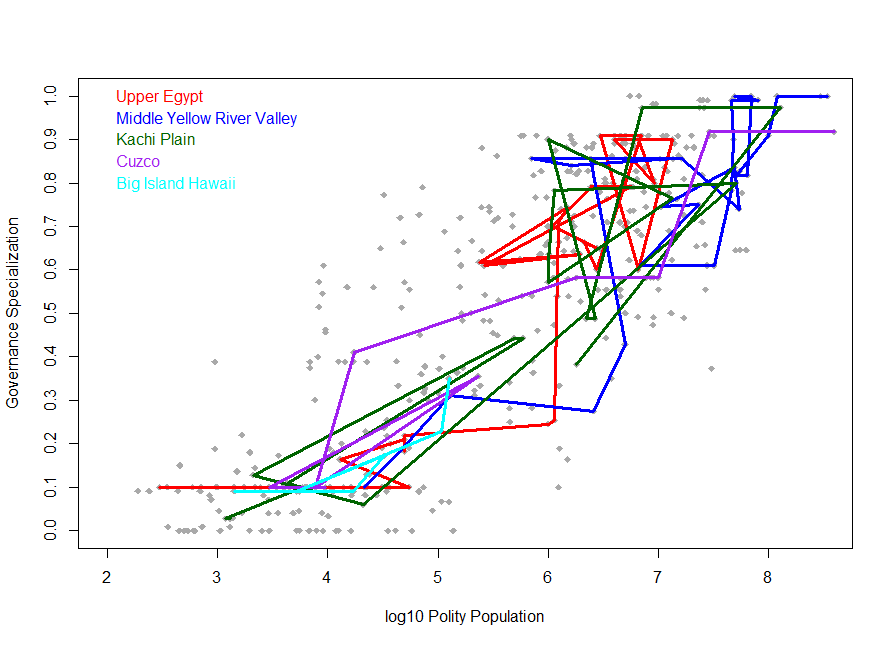 Upper Egypt
Middle Yellow River Valley
Kachi Plain
Cuzco
Big Island Hawaii
Governance Specialization
1.0
0.9
0.8
0.7
0.6
0.5
0.4
0.3
0.2
0.1
0.0
2 3 4 5 6 7 8
log10 Polity Population